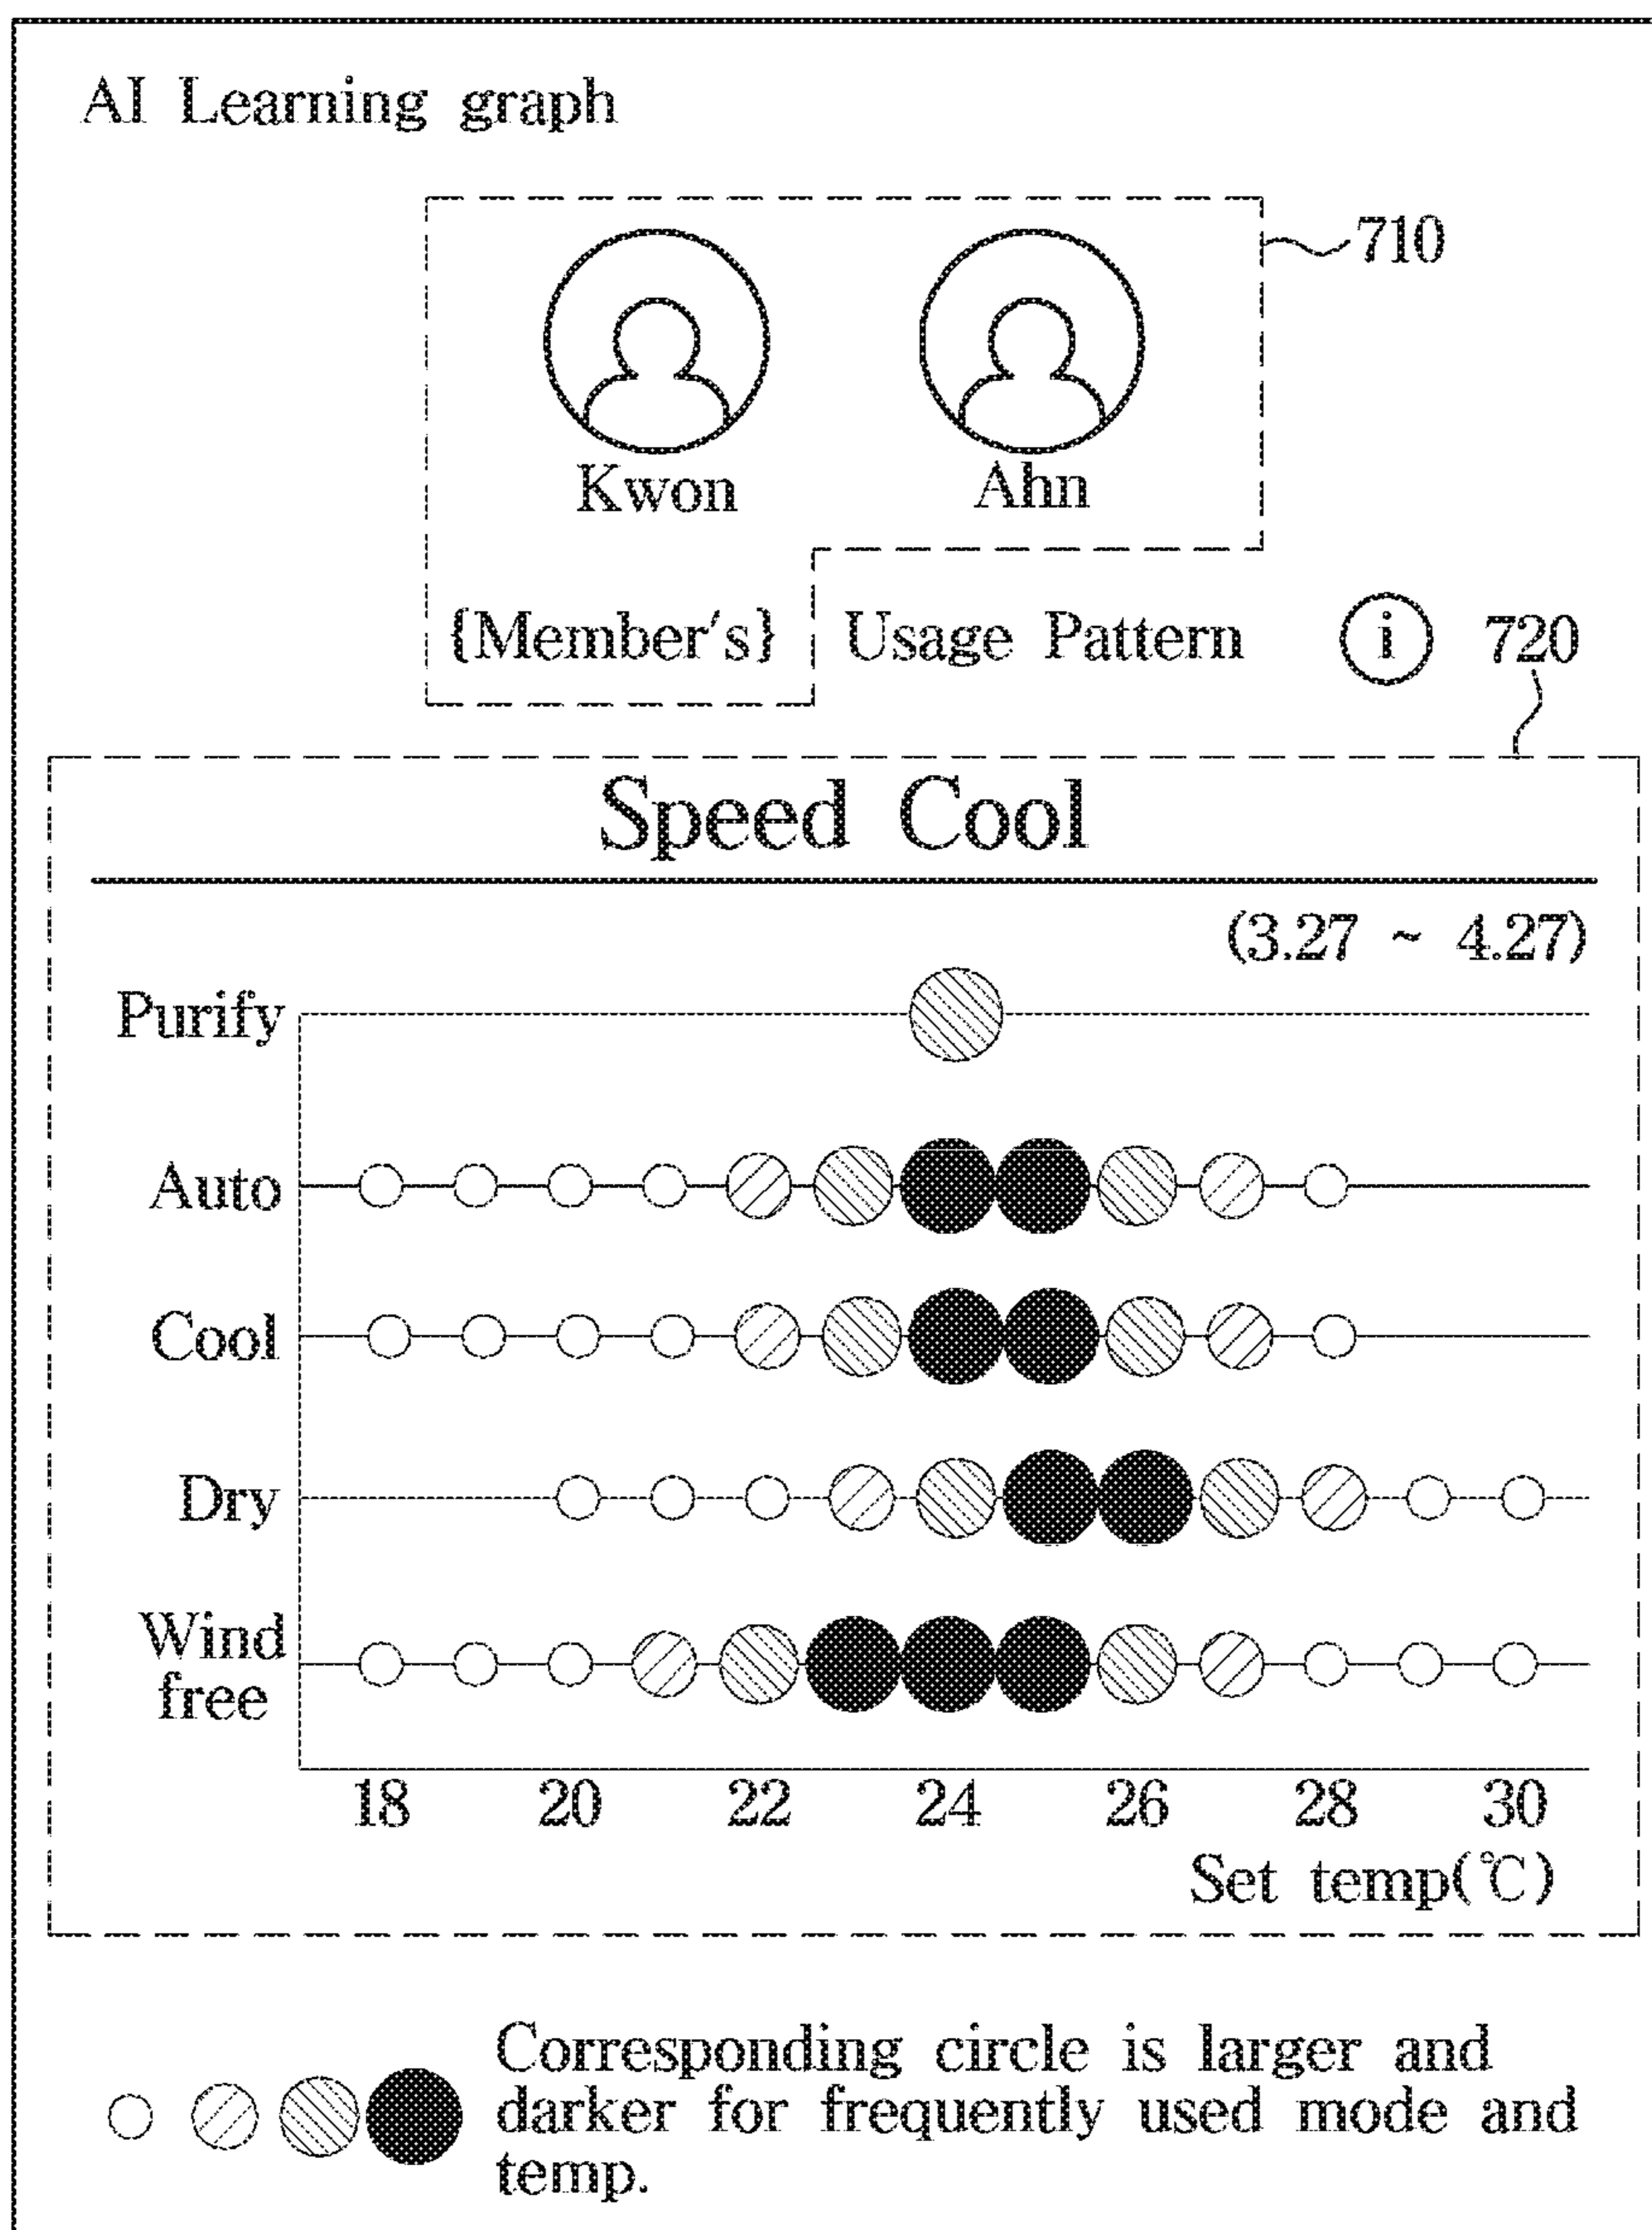 AI Learning graph
710
Kwon
Ahn
{Member's} Usage Pattern i
720
Speed Cool
(3.27 ~ 4.27)
Purify
Auto
Cool
Dry
Wind
free
18 20 22 24 26 28 30
Set temp(℃)
Corresponding circle is larger and
darker for frequently used mode and
temp.